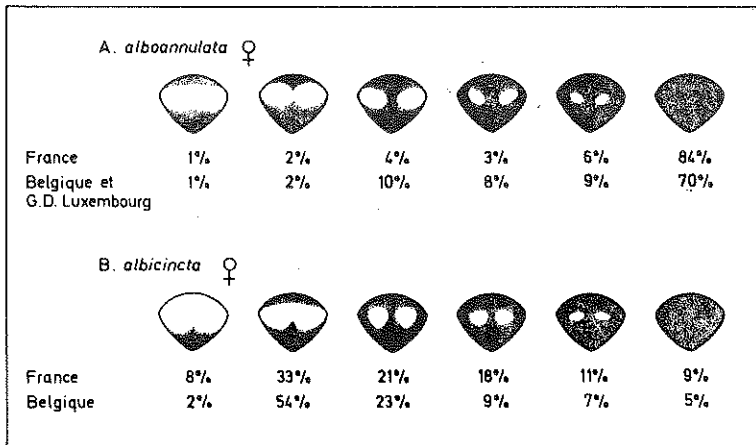 A. alboannulata ♀
France 1% 2% 4% 3% 6% 84%
Belgique et 1% 2% 10% 8% 9% 70%
G.D. Luxembourg
B. albicincta ♀
France 8% 33% 21% 18% 11% 9%
Belgique 2% 54% 23% 9% 7% 5%